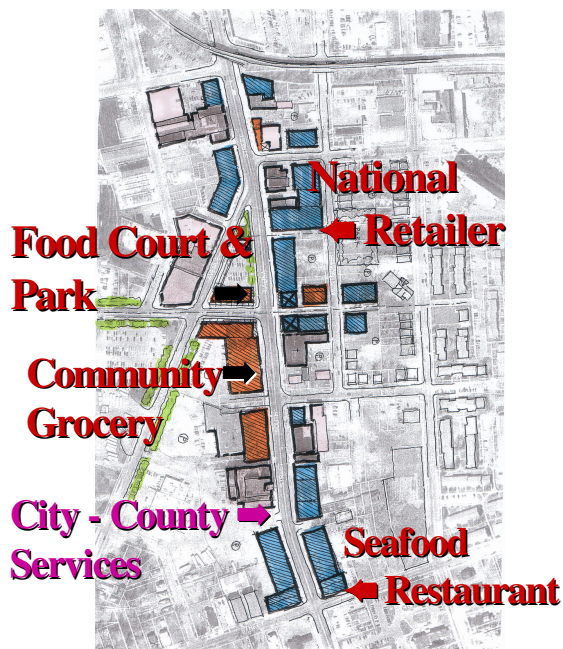 National
Retailer
Food Court &
Park
Community
Grocery
City - County
Services
Seafood
Restaurant